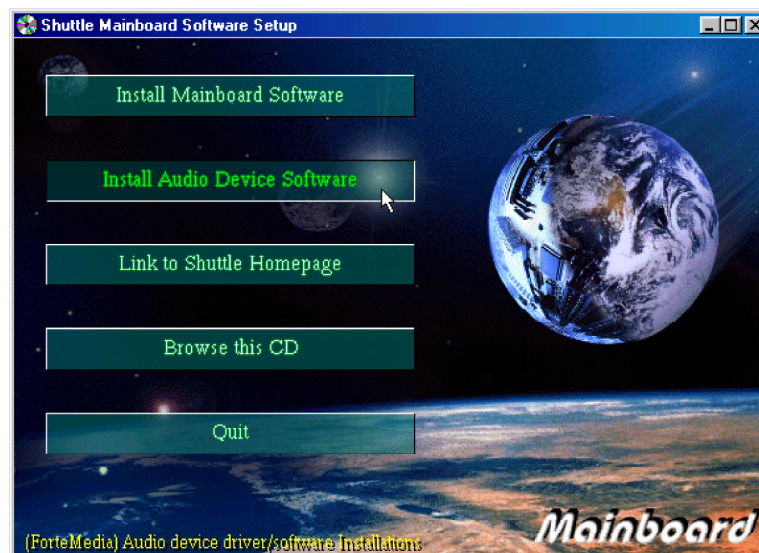 Shuttle Mainboard Software Setup
Install Mainboard Software
Install Audio Device Software
Link to Shuttle Homepage
Browse this CD
Quit
Mainboard
(ForteMedia) Audio device driver/software Installations